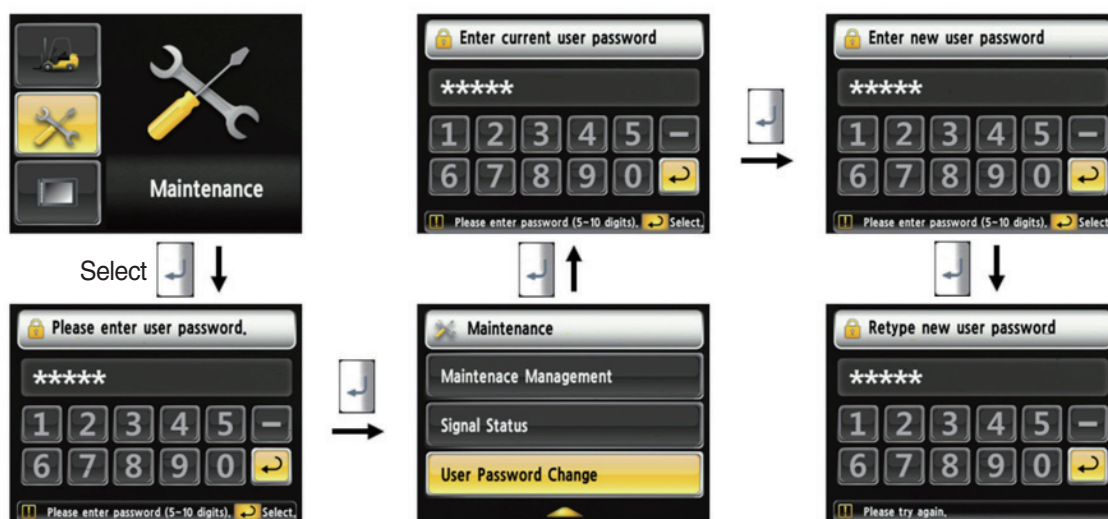 Maintenance
Select
Please enter user password.
*****
1 2 3 4 5 –
6 7 8 9 0
Please enter password (5-10 digits). Select.
Maintenance
Maintenace Management
Signal Status
User Password Change
Enter current user password
*****
1 2 3 4 5 –
6 7 8 9 0
Please enter password (5-10 digits). Select.
Enter new user password
*****
1 2 3 4 5 –
6 7 8 9 0
Please enter password (5-10 digits). Select
Retype new user password
*****
1 2 3 4 5 –
6 7 8 9 0
Please try again.